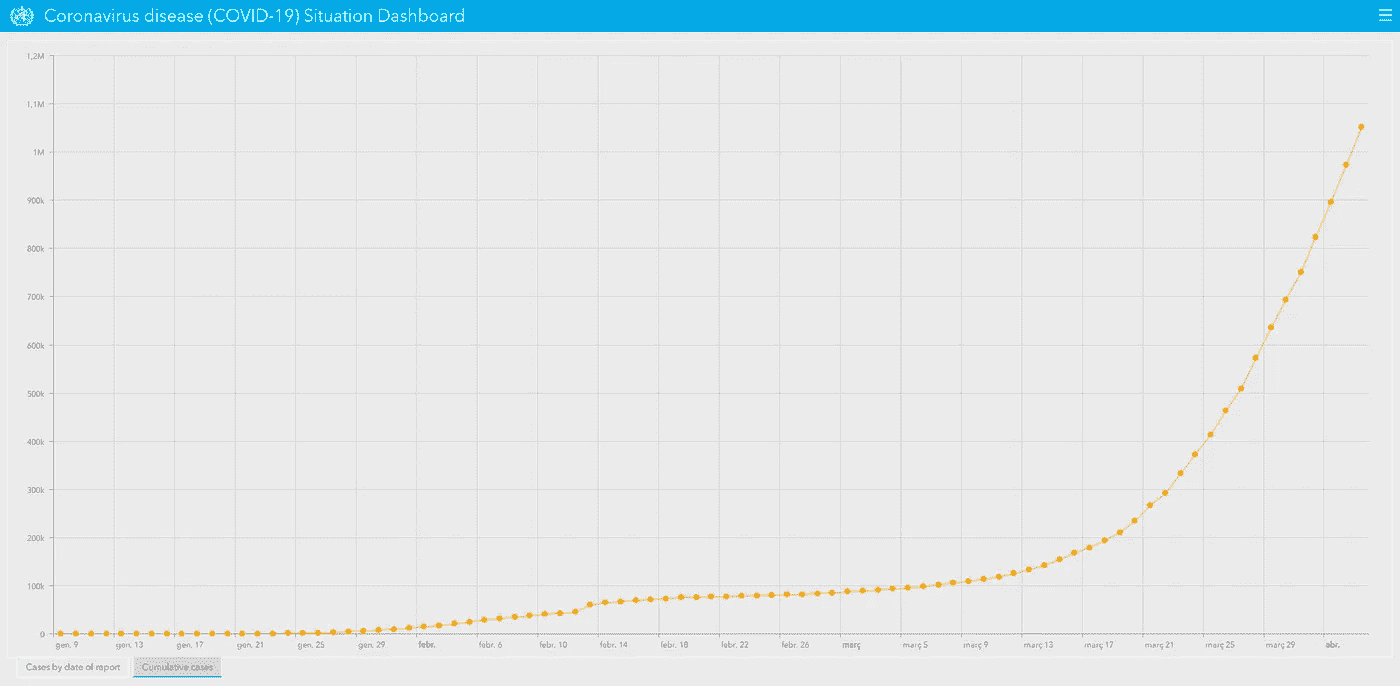 Coronavirus disease (COVID-19) Situation Dashboard
1,2M
1,1M
1M
900k
800k
700k
600k
500k
400k
300k
200k
100k
0
gen. 9 gen. 13 gen. 17 gen. 21 gen. 25 gen. 29 febr. febr. 6 febr. 10 febr. 14 febr. 18 febr. 22 febr. 26 març març 5 març 9 març 13 març 17 març 21 març 25 març 29 abr.
Cases by date of report Cumulative cases